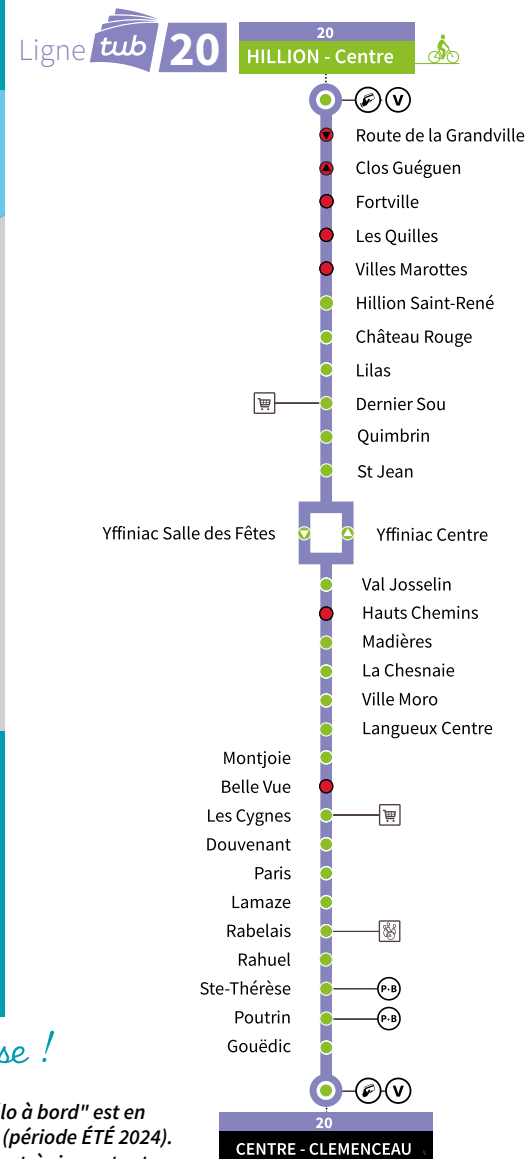 Ligne tub 20
20
HILLION - Centre
V
Route de la Grandville
Clos Guéguen
Fortville
Les Quilles
Villes Marottes
Hillion Saint-René
Château Rouge
Lilas
Dernier Sou
Quimbrin
St Jean
Yffiniac Salle des Fêtes
Yffiniac Centre
Val Josselin
Hauts Chemins
Madières
La Chesnaie
Ville Moro
Langueux Centre
Montjoie
Belle Vue
Les Cygnes
Douvenant
Paris
Lamaze
Rabelais
Rahuel
Ste-Thérèse
P•B
Poutrin
P•B
Gouëdic
V
20
CENTRE - CLEMENCEAU
se !
lo à bord" est en
(période ÉTÉ 2024).